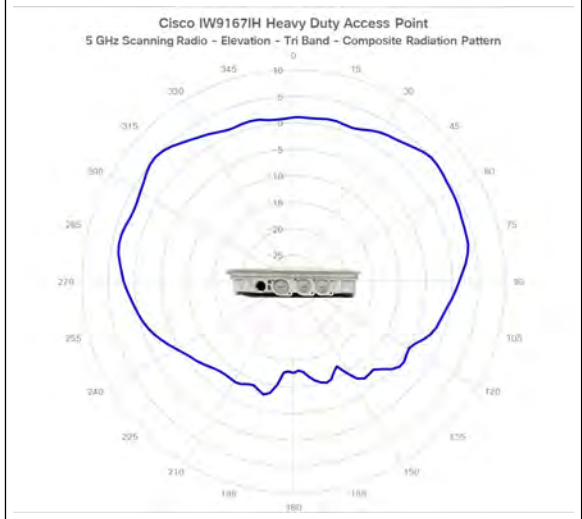 Cisco IW9167IH Heavy Duty Access Point
5 GHz Scanning Radio - Elevation - Tri Band - Composite Radiation Pattern
0
345 10 15
330 30
5
315 0 45
-5
300 -10 60
-15
285 -20 75
-25
270 90
255 105
240 120
225 135
210 150
180